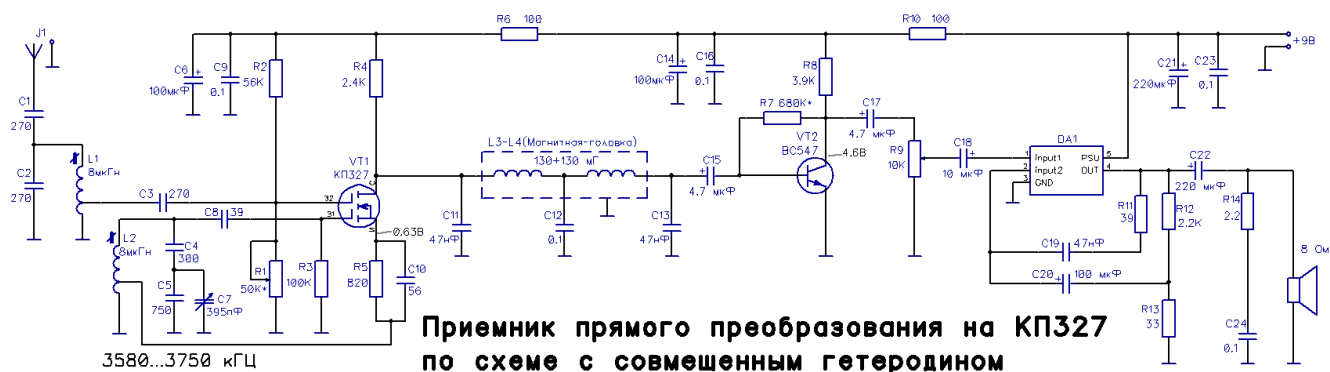 J1
C1
270
C2
270
L1
8мкГн
L2
8мкГн
C3 270
C8 39
C4
300
C5
750
C7
395пФ
C6
100мкФ
+
C9
0.1
R2
56K
R4
2.4K
R6 100
VT1
КП327
32
31
с
и
0.63В
R1
50K*
R3
100K
R5
820
C10
56
C11
47нФ
L3-L4(Магнитная-головка)
130+130 мГ
C12
0.1
C13
47нФ
C14
100мкФ
+
C16
0.1
C15
+
4.7 мкФ
R7 680K*
R8
3.9K
VT2
BC547
4.6В
C17
+
4.7 мкФ
R9
10K
R10 100
C18
+
10 мкФ
DA1
1
Input1
2
Input2
3
GND
PSU
5
OUT
4
C21
220мкФ
+
C23
0.1
+9В
C22
+
220 мкФ
R11
39
R12
2.2K
R14
2.2
C19 47нФ
C20 + 100 мкФ
R13
33
C24
0.1
8 Ом
3580...3750 кГЦ
Приемник прямого преобразования на КП327
по схеме с совмещенным гетеродином